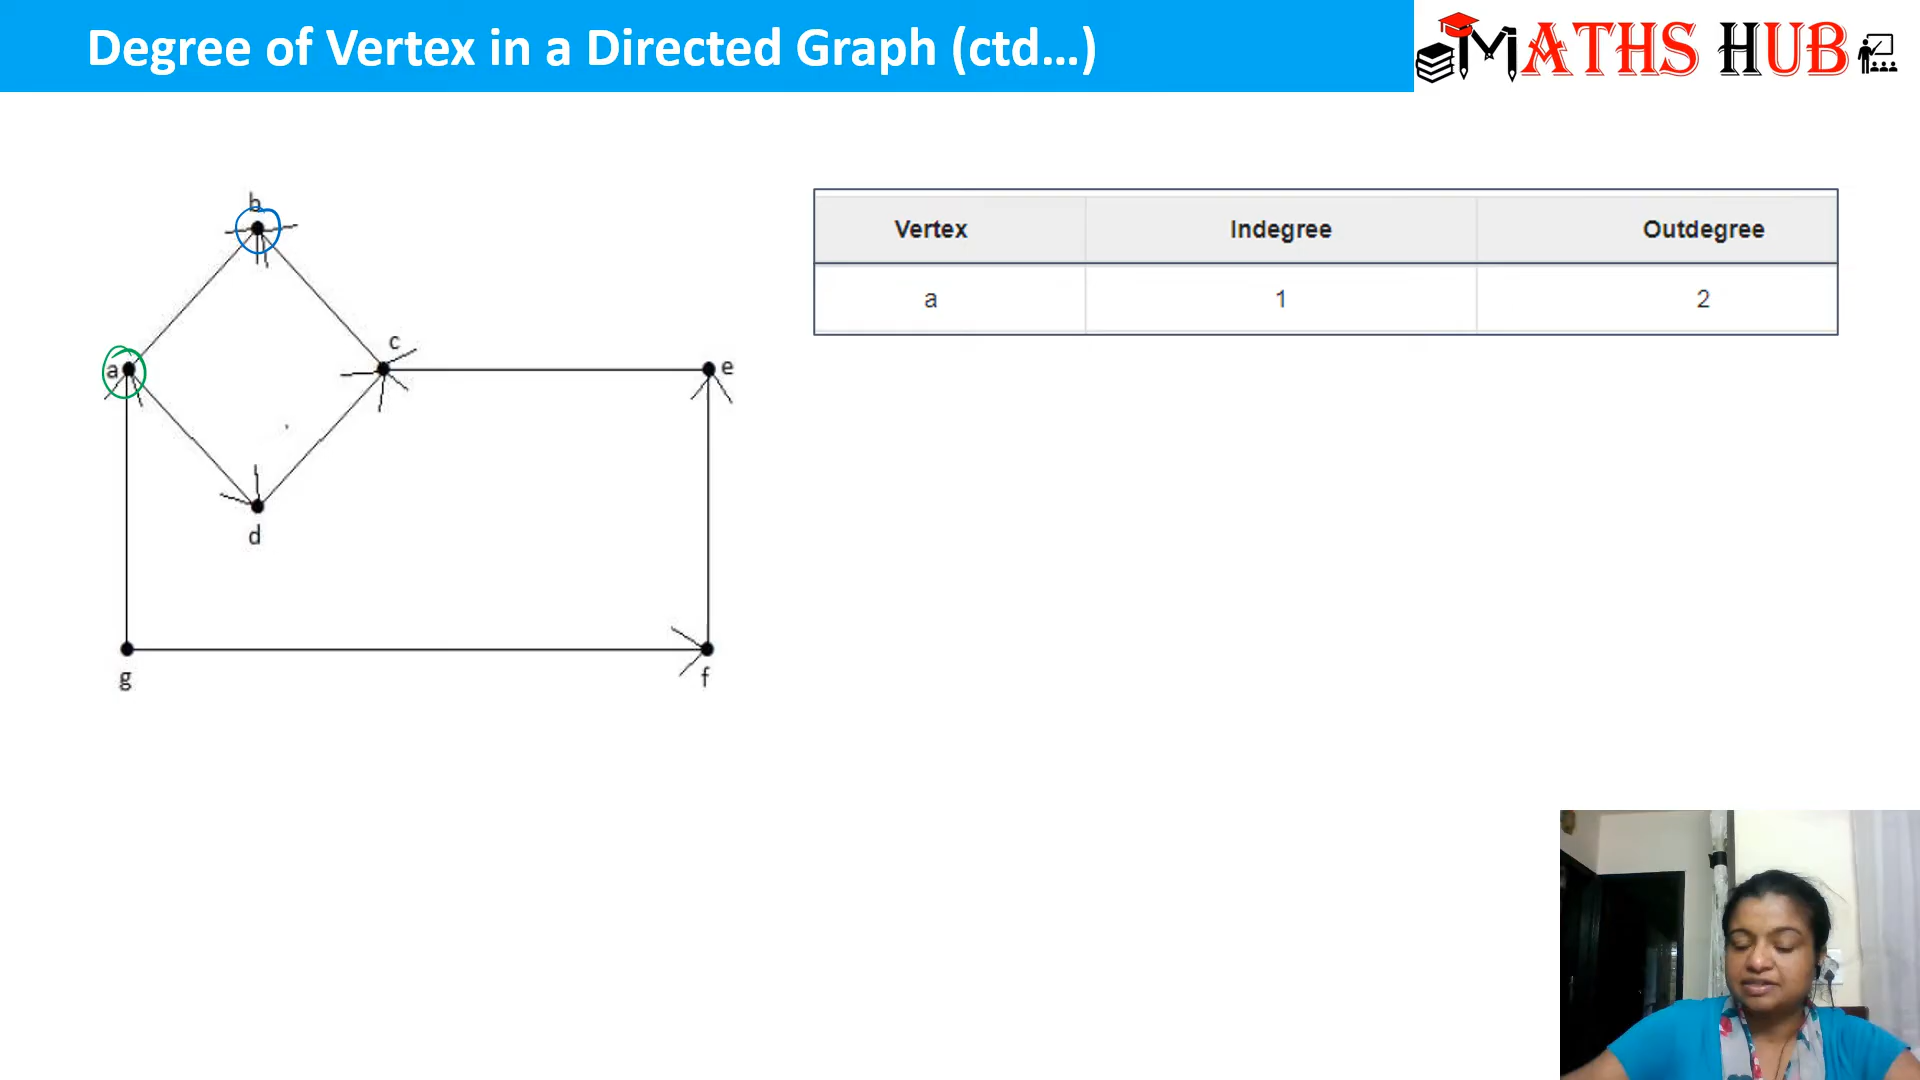 Degree of Vertex in a Directed Graph (ctd...)
MATHS HUB
b
Vertex Indegree Outdegree
a 1 2
c
a
e
d
g
f